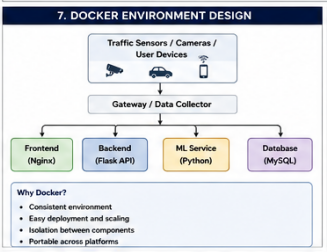 7. DOCKER ENVIRONMENT DESIGN
Traffic Sensors / Cameras /
User Devices
Gateway / Data Collector
Frontend
(Nginx)
Backend
(Flask API)
ML Service
(Python)
Database
(MySQL)
Why Docker?
• Consistent environment
• Easy deployment and scaling
• Isolation between components
• Portable across platforms